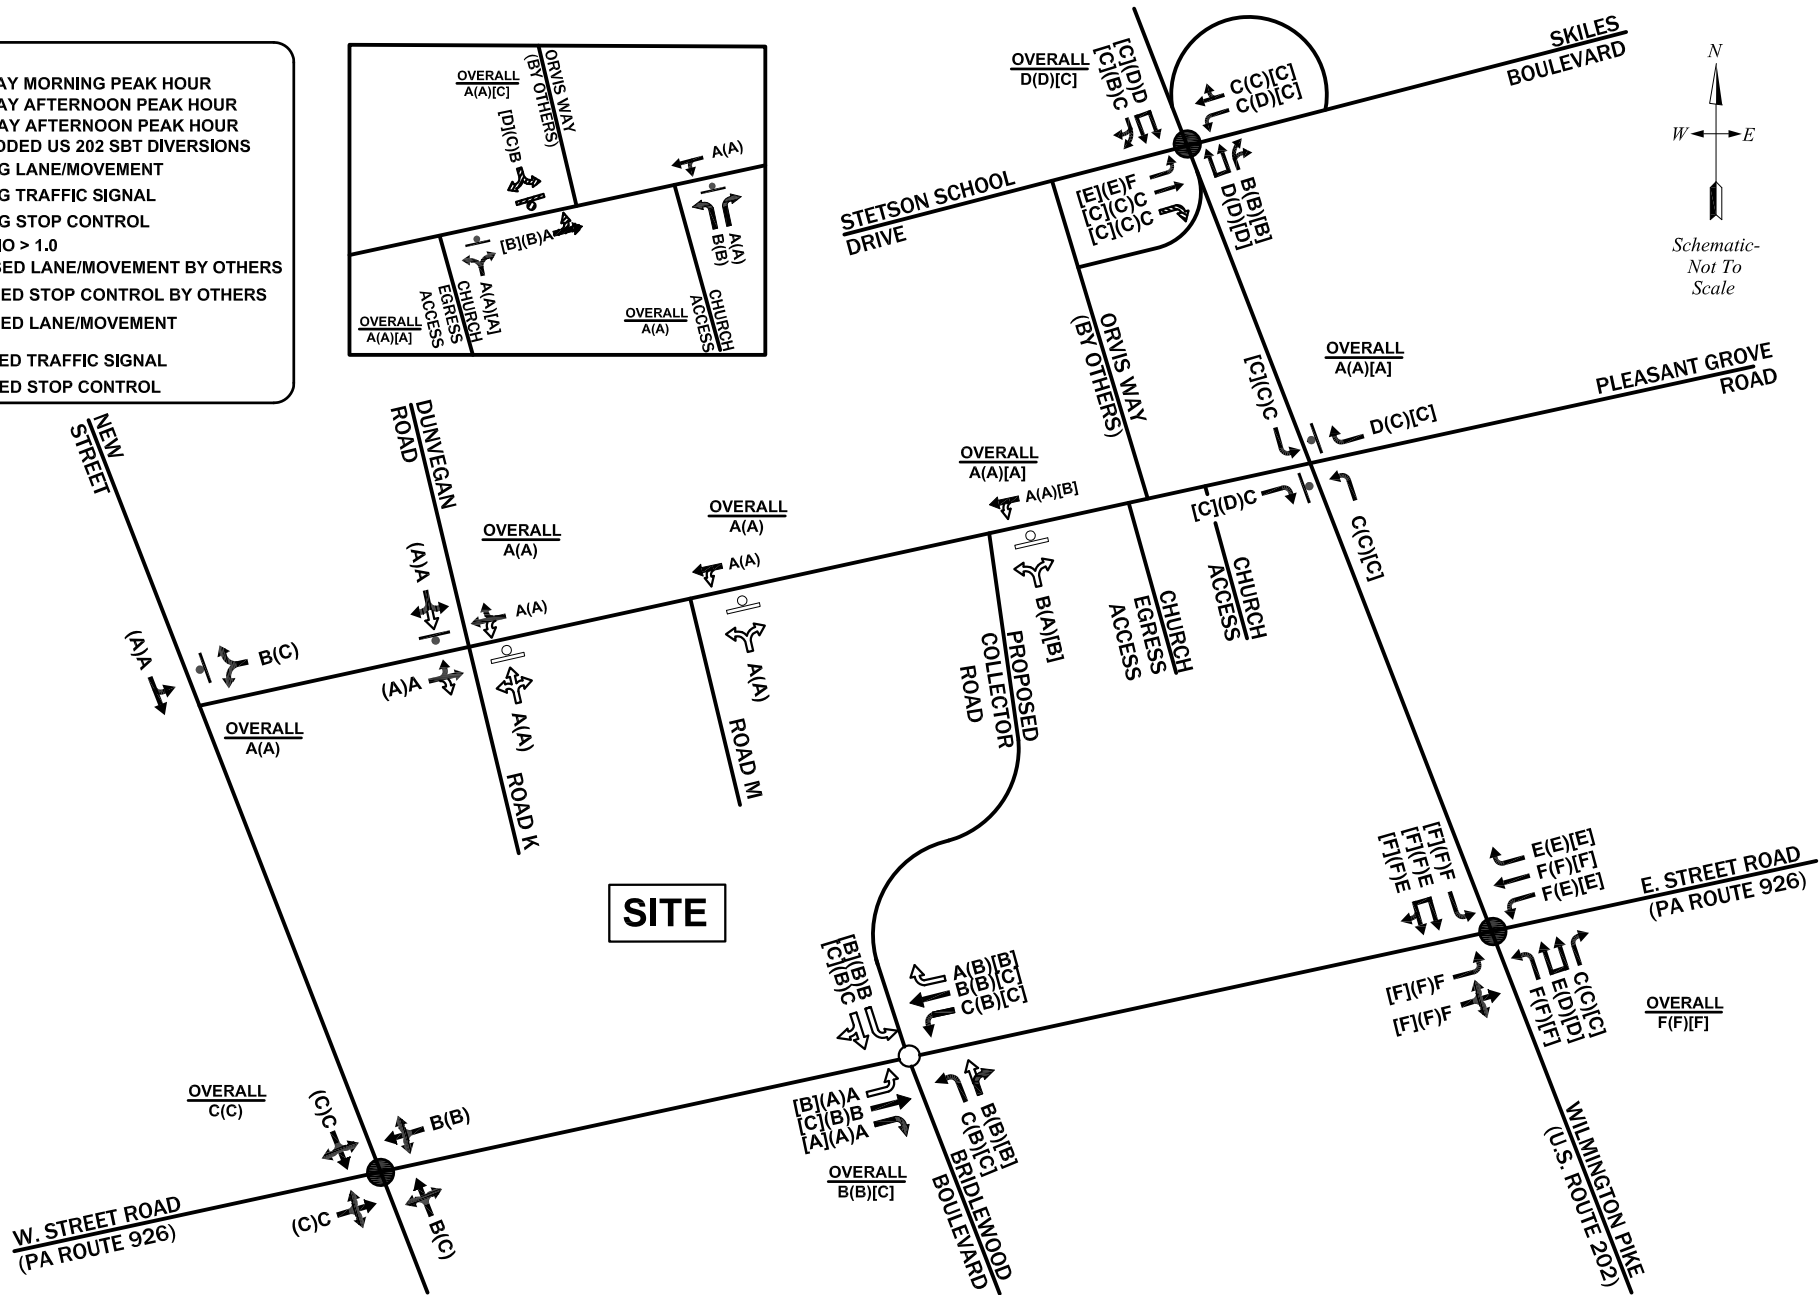 AY MORNING PEAK HOUR
AY AFTERNOON PEAK HOUR
AY AFTERNOON PEAK HOUR
DDED US 202 SBT DIVERSIONS
G LANE/MOVEMENT
G TRAFFIC SIGNAL
G STOP CONTROL
IO > 1.0
SED LANE/MOVEMENT BY OTHERS
ED STOP CONTROL BY OTHERS
ED LANE/MOVEMENT
ED TRAFFIC SIGNAL
ED STOP CONTROL
OVERALL
A(A)[C]
ORVIS WAY
(BY OTHERS)
[D](C)B
A(A)
[B](B)A
A(A)
B(B)
A(A)[A]
CHURCH
EGRESS
ACCESS
OVERALL
A(A)[A]
OVERALL
A(A)
CHURCH
ACCESS
OVERALL
D(D)[C]
[C](D)D
[C](B)C
C(C)[C]
C(D)[C]
SKILES
BOULEVARD
N
W
E
Schematic-
Not To
Scale
STETSON SCHOOL
DRIVE
[E](E)F
[C](C)C
[C](C)C
B(B)[B]
D(D)[D]
ORVIS WAY
(BY OTHERS)
OVERALL
A(A)[A]
[C](C)C
D(C)[C]
PLEASANT GROVE
ROAD
[C](D)C
C(C)[C]
NEW
STREET
DUNVEGAN
ROAD
OVERALL
A(A)
OVERALL
A(A)
OVERALL
A(A)[A]
A(A)[B]
(A)A
A(A)
A(A)
(A)A
B(C)
(A)A
OVERALL
A(A)
A(A)
ROAD K
A(A)
ROAD M
B(A)[B]
PROPOSED
COLLECTOR
ROAD
CHURCH
EGRESS
ACCESS
CHURCH
ACCESS
SITE
[F](F)F
[F](F)E
[F](F)E
E(E)[E]
F(F)[F]
F(E)[E]
E. STREET ROAD
(PA ROUTE 926)
[F](F)F
[F](F)F
C(C)[C]
E(D)[D]
F(F)[F]
OVERALL
F(F)[F]
[B](B)B
[C](B)C
A(B)[B]
B(B)[C]
C(B)[C]
[B](A)A
[C](B)B
[A](A)A
B(B)[B]
C(B)[C]
OVERALL
B(B)[C]
BRIDLEWOOD
BOULEVARD
WILMINGTON PIKE
(U.S. ROUTE 202)
OVERALL
C(C)
(C)C
B(B)
(C)C
B(C)
W. STREET ROAD
(PA ROUTE 926)